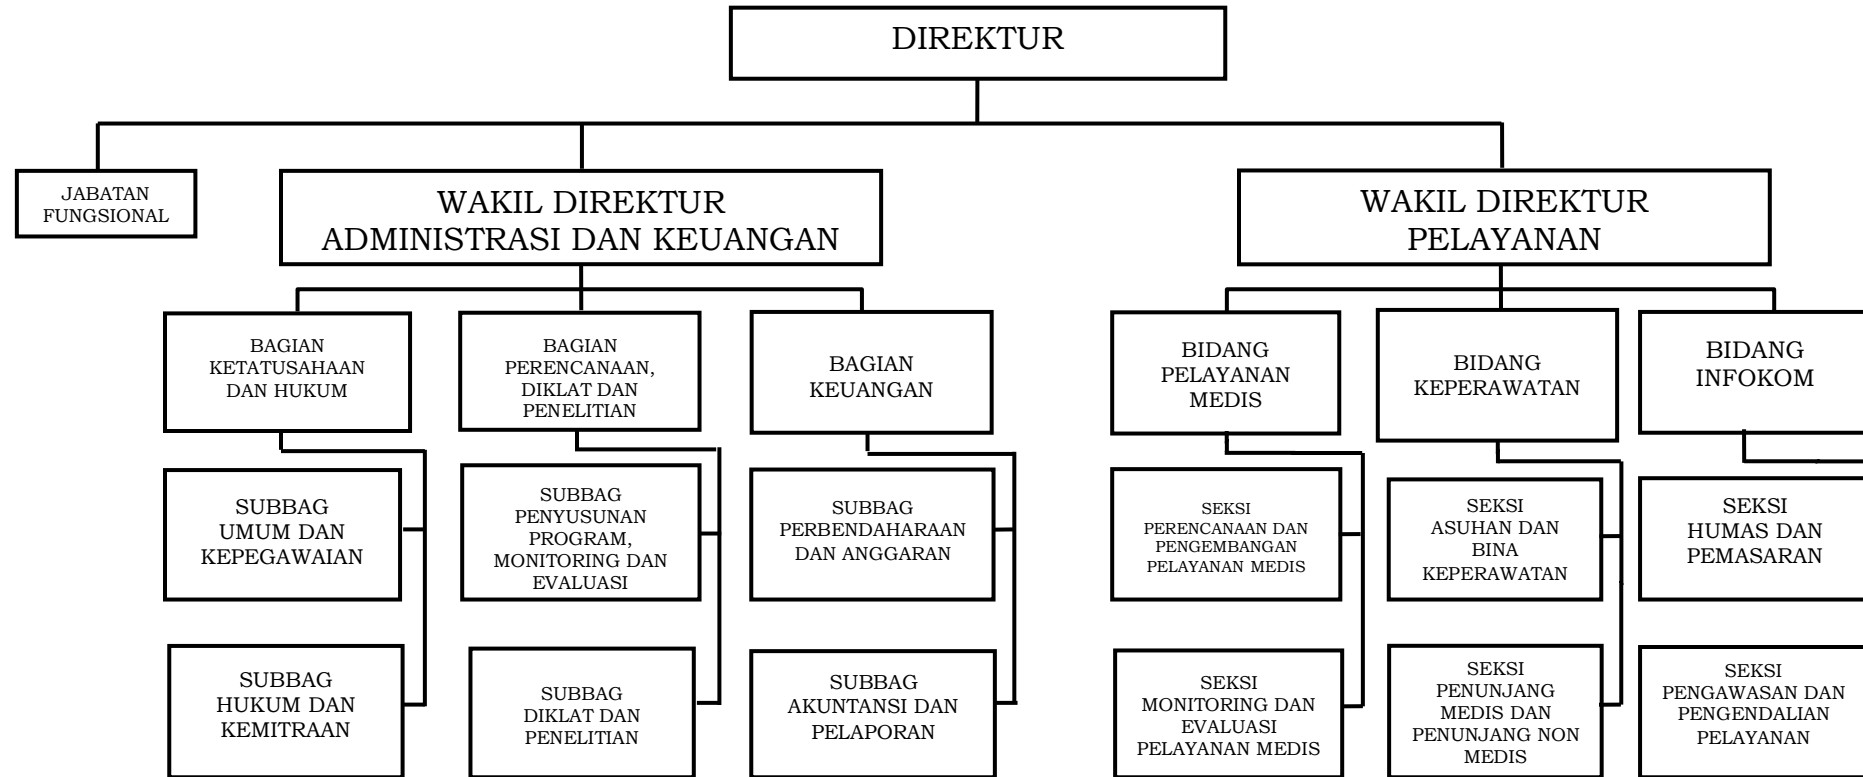 DIREKTUR
JABATAN
FUNGSIONAL
WAKIL DIREKTUR
ADMINISTRASI DAN KEUANGAN
WAKIL DIREKTUR
PELAYANAN
BAGIAN
KETATUSAHAAN
DAN HUKUM
BAGIAN
PERENCANAAN,
DIKLAT DAN
PENELITIAN
BAGIAN
KEUANGAN
BIDANG
PELAYANAN
MEDIS
BIDANG
KEPERAWATAN
BIDANG
INFOKOM
SUBBAG
UMUM DAN
KEPEGAWAIAN
SUBBAG
PENYUSUNAN
PROGRAM,
MONITORING DAN
EVALUASI
SUBBAG
PERBENDAHARAAN
DAN ANGGARAN
SEKSI
PERENCANAAN DAN
PENGEMBANGAN
PELAYANAN MEDIS
SEKSI
ASUHAN DAN
BINA
KEPERAWATAN
SEKSI
HUMAS DAN
PEMASARAN
SUBBAG
HUKUM DAN
KEMITRAAN
SUBBAG
DIKLAT DAN
PENELITIAN
SUBBAG
AKUNTANSI DAN
PELAPORAN
SEKSI
MONITORING DAN
EVALUASI
PELAYANAN MEDIS
SEKSI
PENUNJANG
MEDIS DAN
PENUNJANG NON
MEDIS
SEKSI
PENGAWASAN DAN
PENGENDALIAN
PELAYANAN